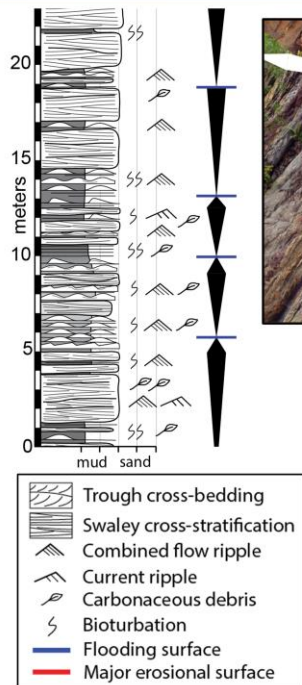 20
15
meters
10
5
0
mud sand
Trough cross-bedding
Swaley cross-stratification
Combined flow ripple
Current ripple
Carbonaceous debris
Bioturbation
Flooding surface
Major erosional surface